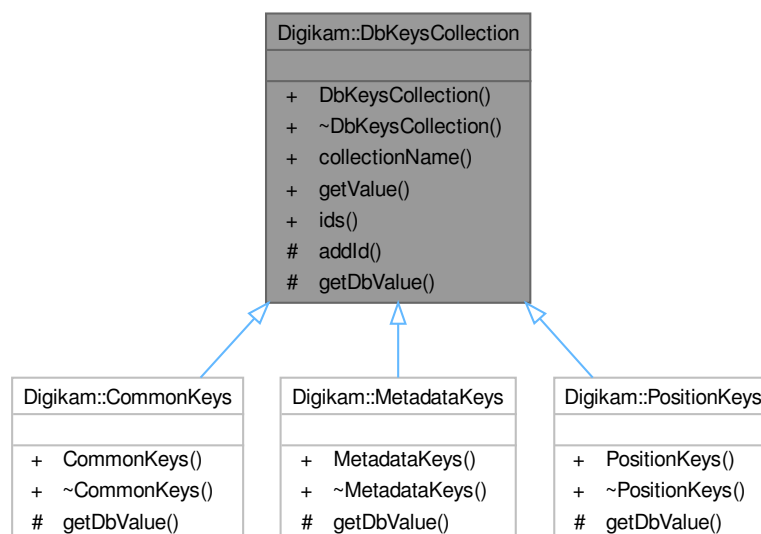 Digikam::DbKeysCollection
+ DbKeysCollection()
+ ~DbKeysCollection()
+ collectionName()
+ getValue()
+ ids()
# addId()
# getDbValue()
Digikam::CommonKeys
+ CommonKeys()
+ ~CommonKeys()
# getDbValue()
Digikam::MetadataKeys
+ MetadataKeys()
+ ~MetadataKeys()
# getDbValue()
Digikam::PositionKeys
+ PositionKeys()
+ ~PositionKeys()
# getDbValue()